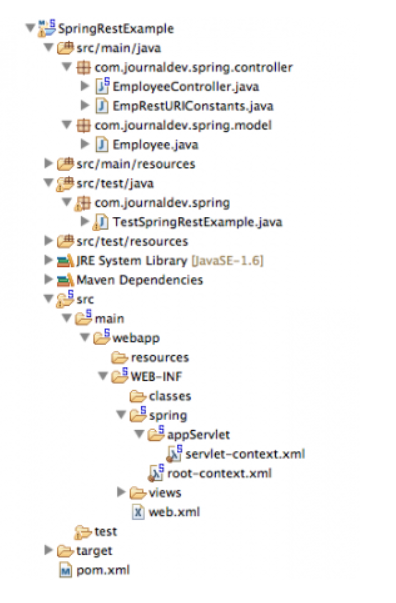 SpringRestExample
src/main/java
com.journaldev.spring.controller
EmployeeController.java
EmpRestURIConstants.java
com.journaldev.spring.model
Employee.java
src/main/resources
src/test/java
com.journaldev.spring
TestSpringRestExample.java
src/test/resources
JRE System Library [JavaSE-1.6]
Maven Dependencies
src
main
webapp
resources
WEB-INF
classes
spring
appServlet
servlet-context.xml
root-context.xml
views
web.xml
test
target
pom.xml